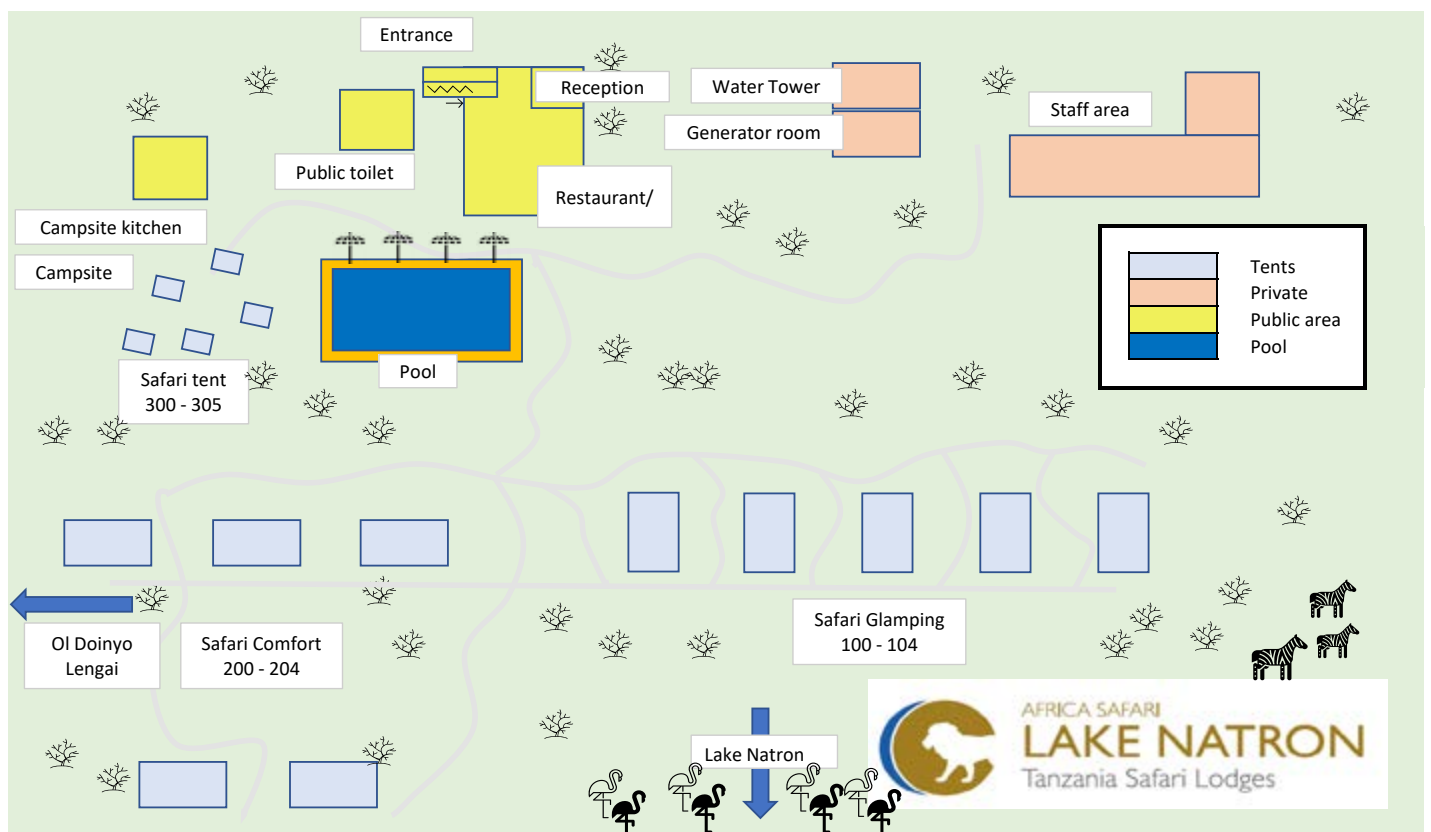 Entrance
Reception
Water Tower
Generator room
Staff area
Public toilet
Restaurant/
Campsite kitchen
Campsite
Tents
Private
Public area
Pool
Pool
Safari tent
300 - 305
Ol Doinyo
Lengai
Safari Comfort
200 - 204
Safari Glamping
100 - 104
Lake Natron
AFRICA SAFARI
LAKE NATRON
Tanzania Safari Lodges